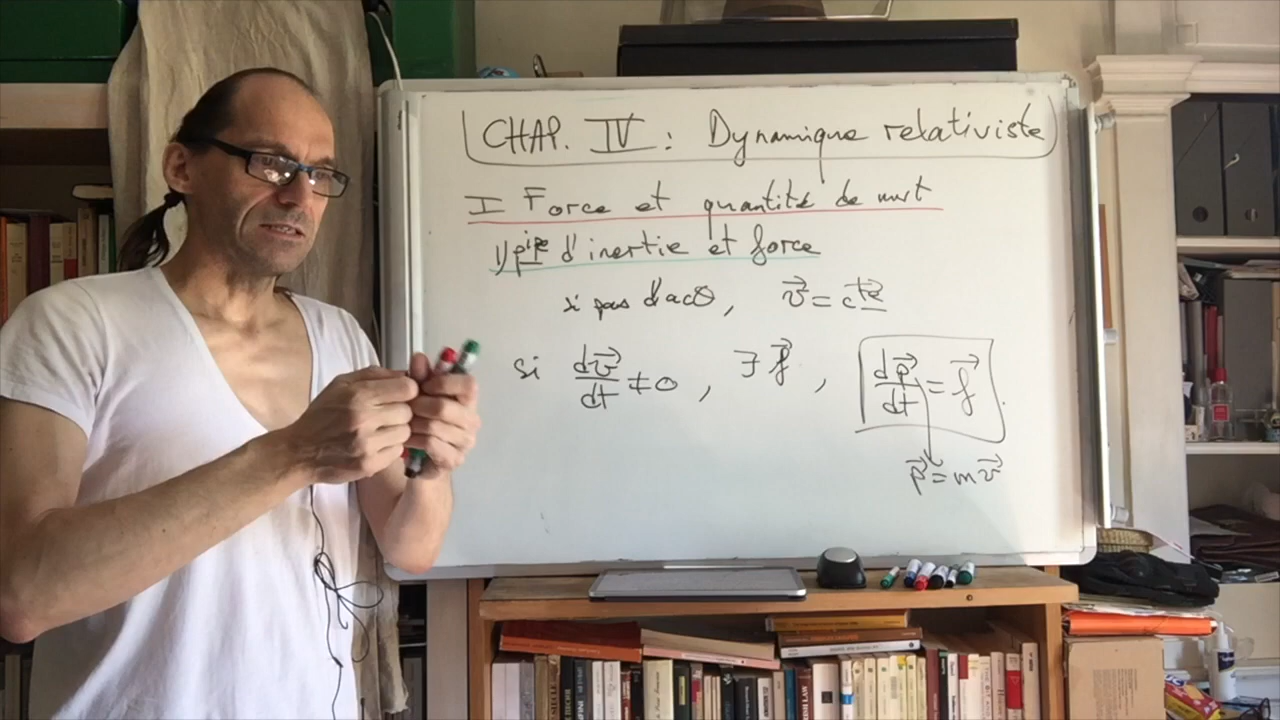 CHAP. IV : Dynamique relativiste
I Force et quantité de mvt
1) pipe d'inertie et force
si pas d'act°, v⃗ = cte
si dv⃗/dt ≠ 0, ∃ f⃗, dp⃗/dt = f⃗.
p⃗ = mv⃗